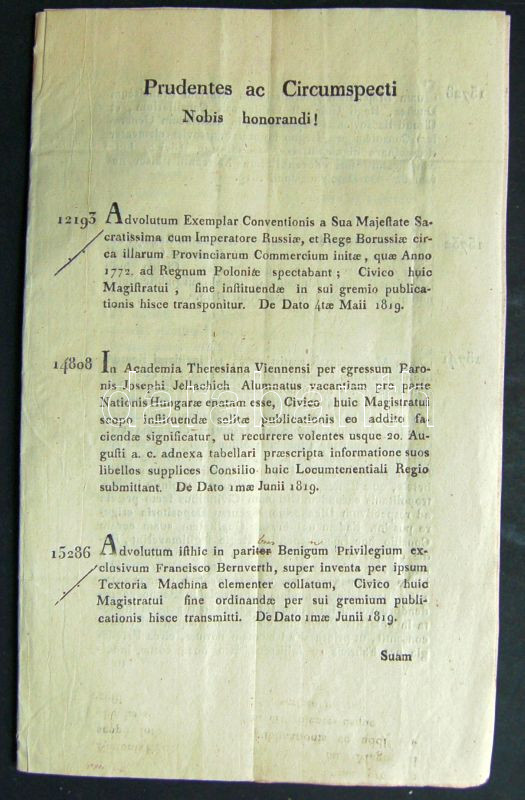 Prudentes ac Circumspecti
Nobis honorandi!
12193 Advolutum Exemplar Conventionis a Sua Majeſtate Sa-
cratissima cum Imperatore Russiæ, et Rege Borussiæ cir-
ca illarum Provinciarum Commercium initæ, quæ Anno
1772. ad Regnum Poloniæ spectabant; Civico huic
Magiſtratui, fine inſtituendæ in sui gremio publica-
tionis hisce transponitur. De Dato 4tæ Maii 1819.
14808 In Academia Theresiana Viennensi per egressum Paro-
nis Josephi Jellachich Alumnatus vacantiam pro parte
Nationis Hungaræ enatam esse, Civico huic Magistratui
scopo inſtituendæ solitæ publicationis eo addito fa-
ciendæ significatur, ut recurrere volentes usque 20. Au-
guſti a. c. adnexa tabellari præscripta informatione suos
libellos supplices Consilio huic Locumtenentiali Regio
submittant. De Dato 1mæ Junii 1819.
15286 Advolutum iſthic in pariter Benigum Privilegium ex-
clusivum Francisco Bernverth, super inventa per ipsum
Textoria Machina clementer collatum, Civico huic
Magistratui fine ordinandæ per sui gremium publi-
cationis hisce transmitti. De Dato 1mæ Junii 1819.
Suam